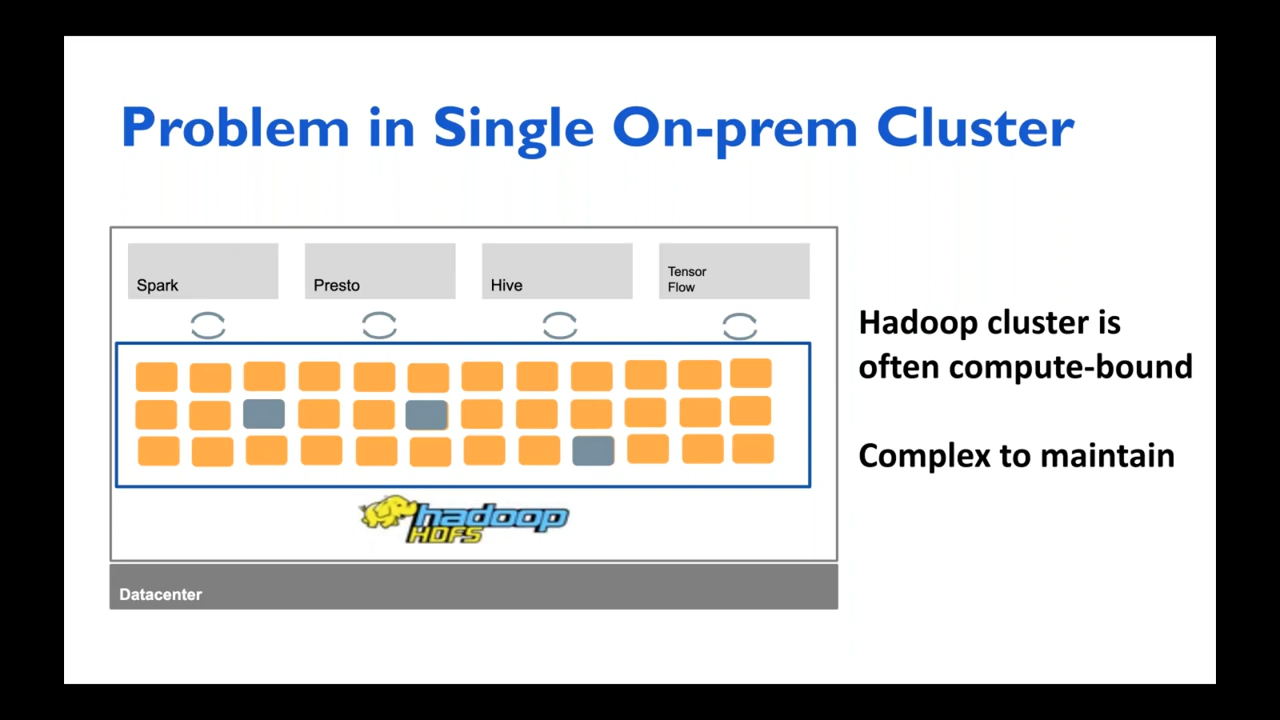 Problem in Single On-prem Cluster
Spark
Presto
Hive
Tensor
Flow
hadoop
HDFS
Datacenter
Hadoop cluster is
often compute-bound
Complex to maintain